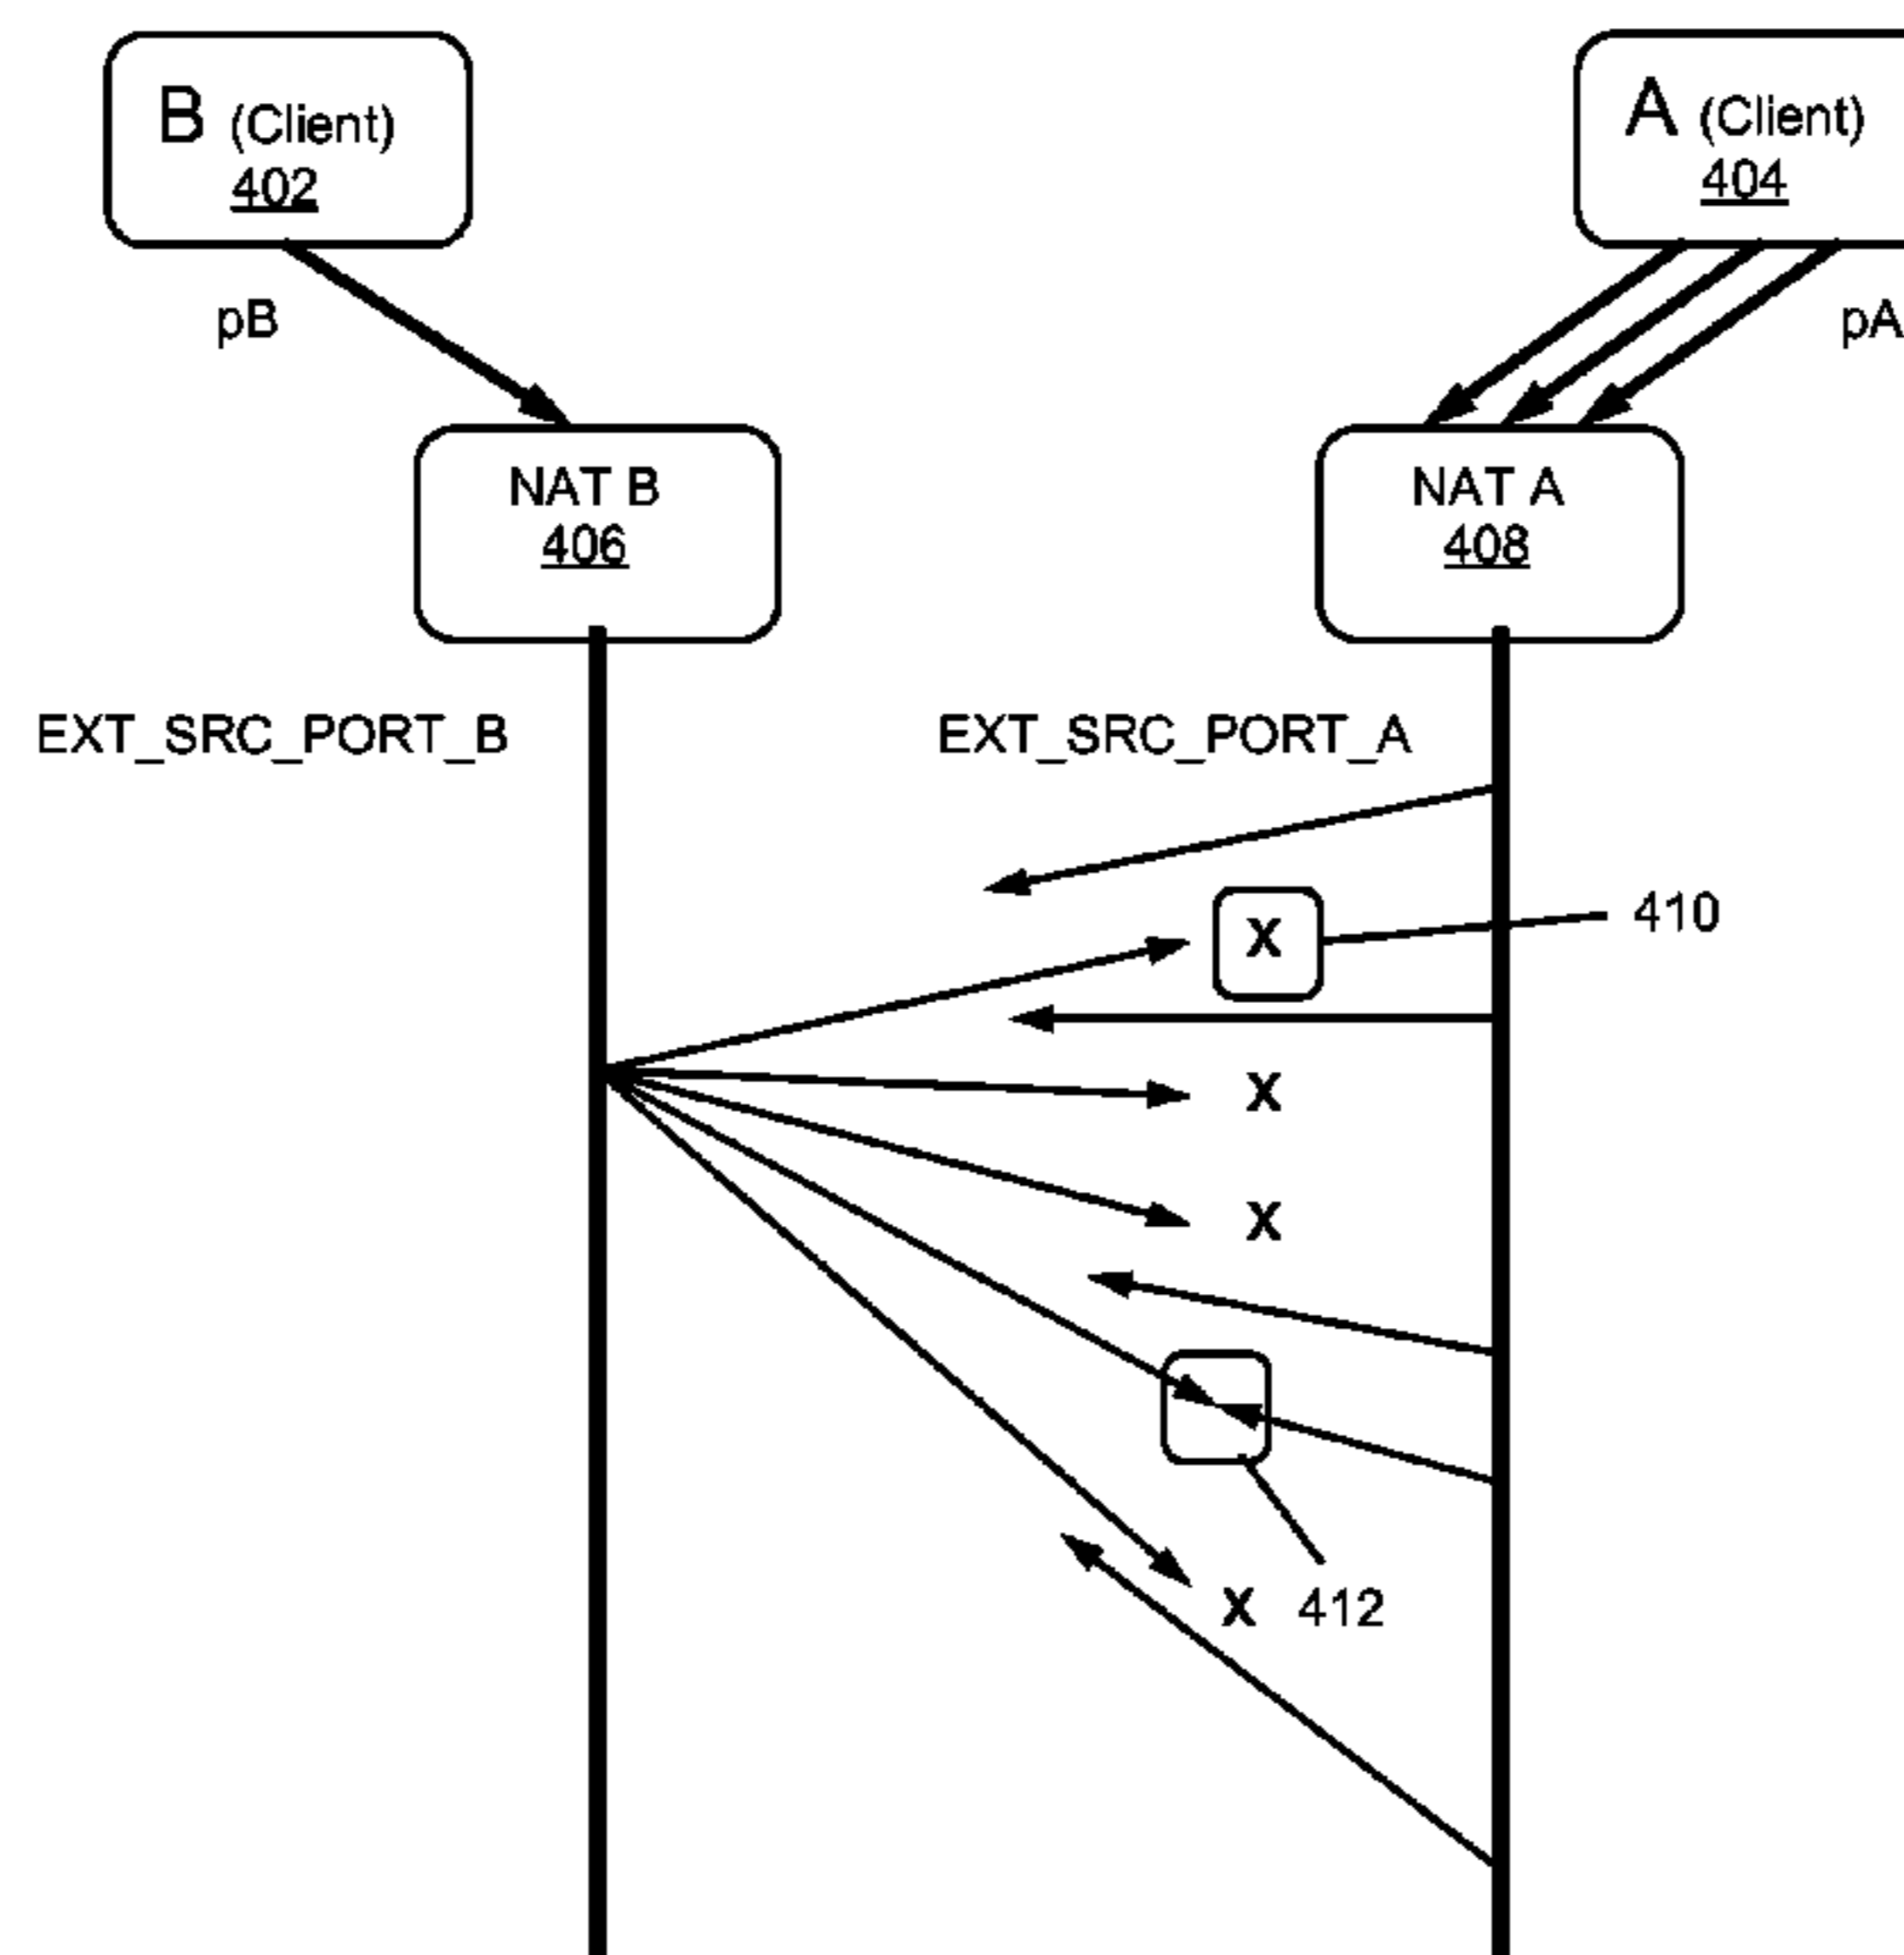 B (Client)
402
A (Client)
404
pB
pA
NAT B
406
NAT A
408
EXT_SRC_PORT_B
EXT_SRC_PORT_A
X
410
X
X
X
412